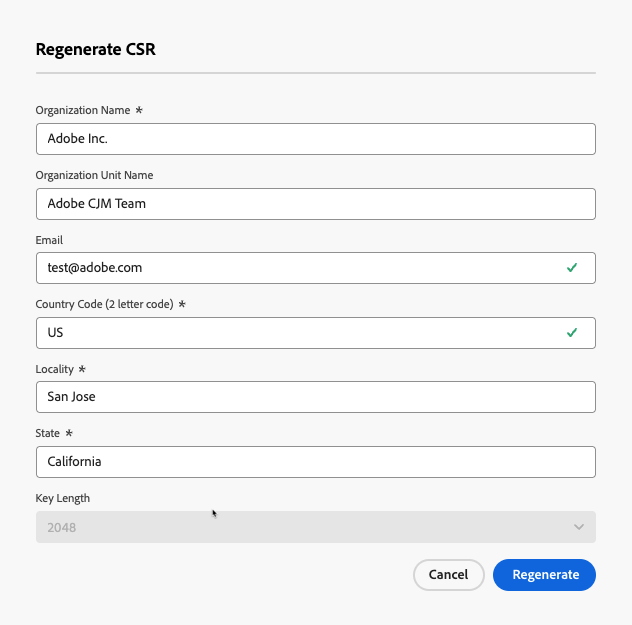 Regenerate CSR
Organization Name *
Adobe Inc.
Organization Unit Name
Adobe CJM Team
Email
test@adobe.com
Country Code (2 letter code) *
US
Locality *
San Jose
State *
California
Key Length
2048
Cancel Regenerate